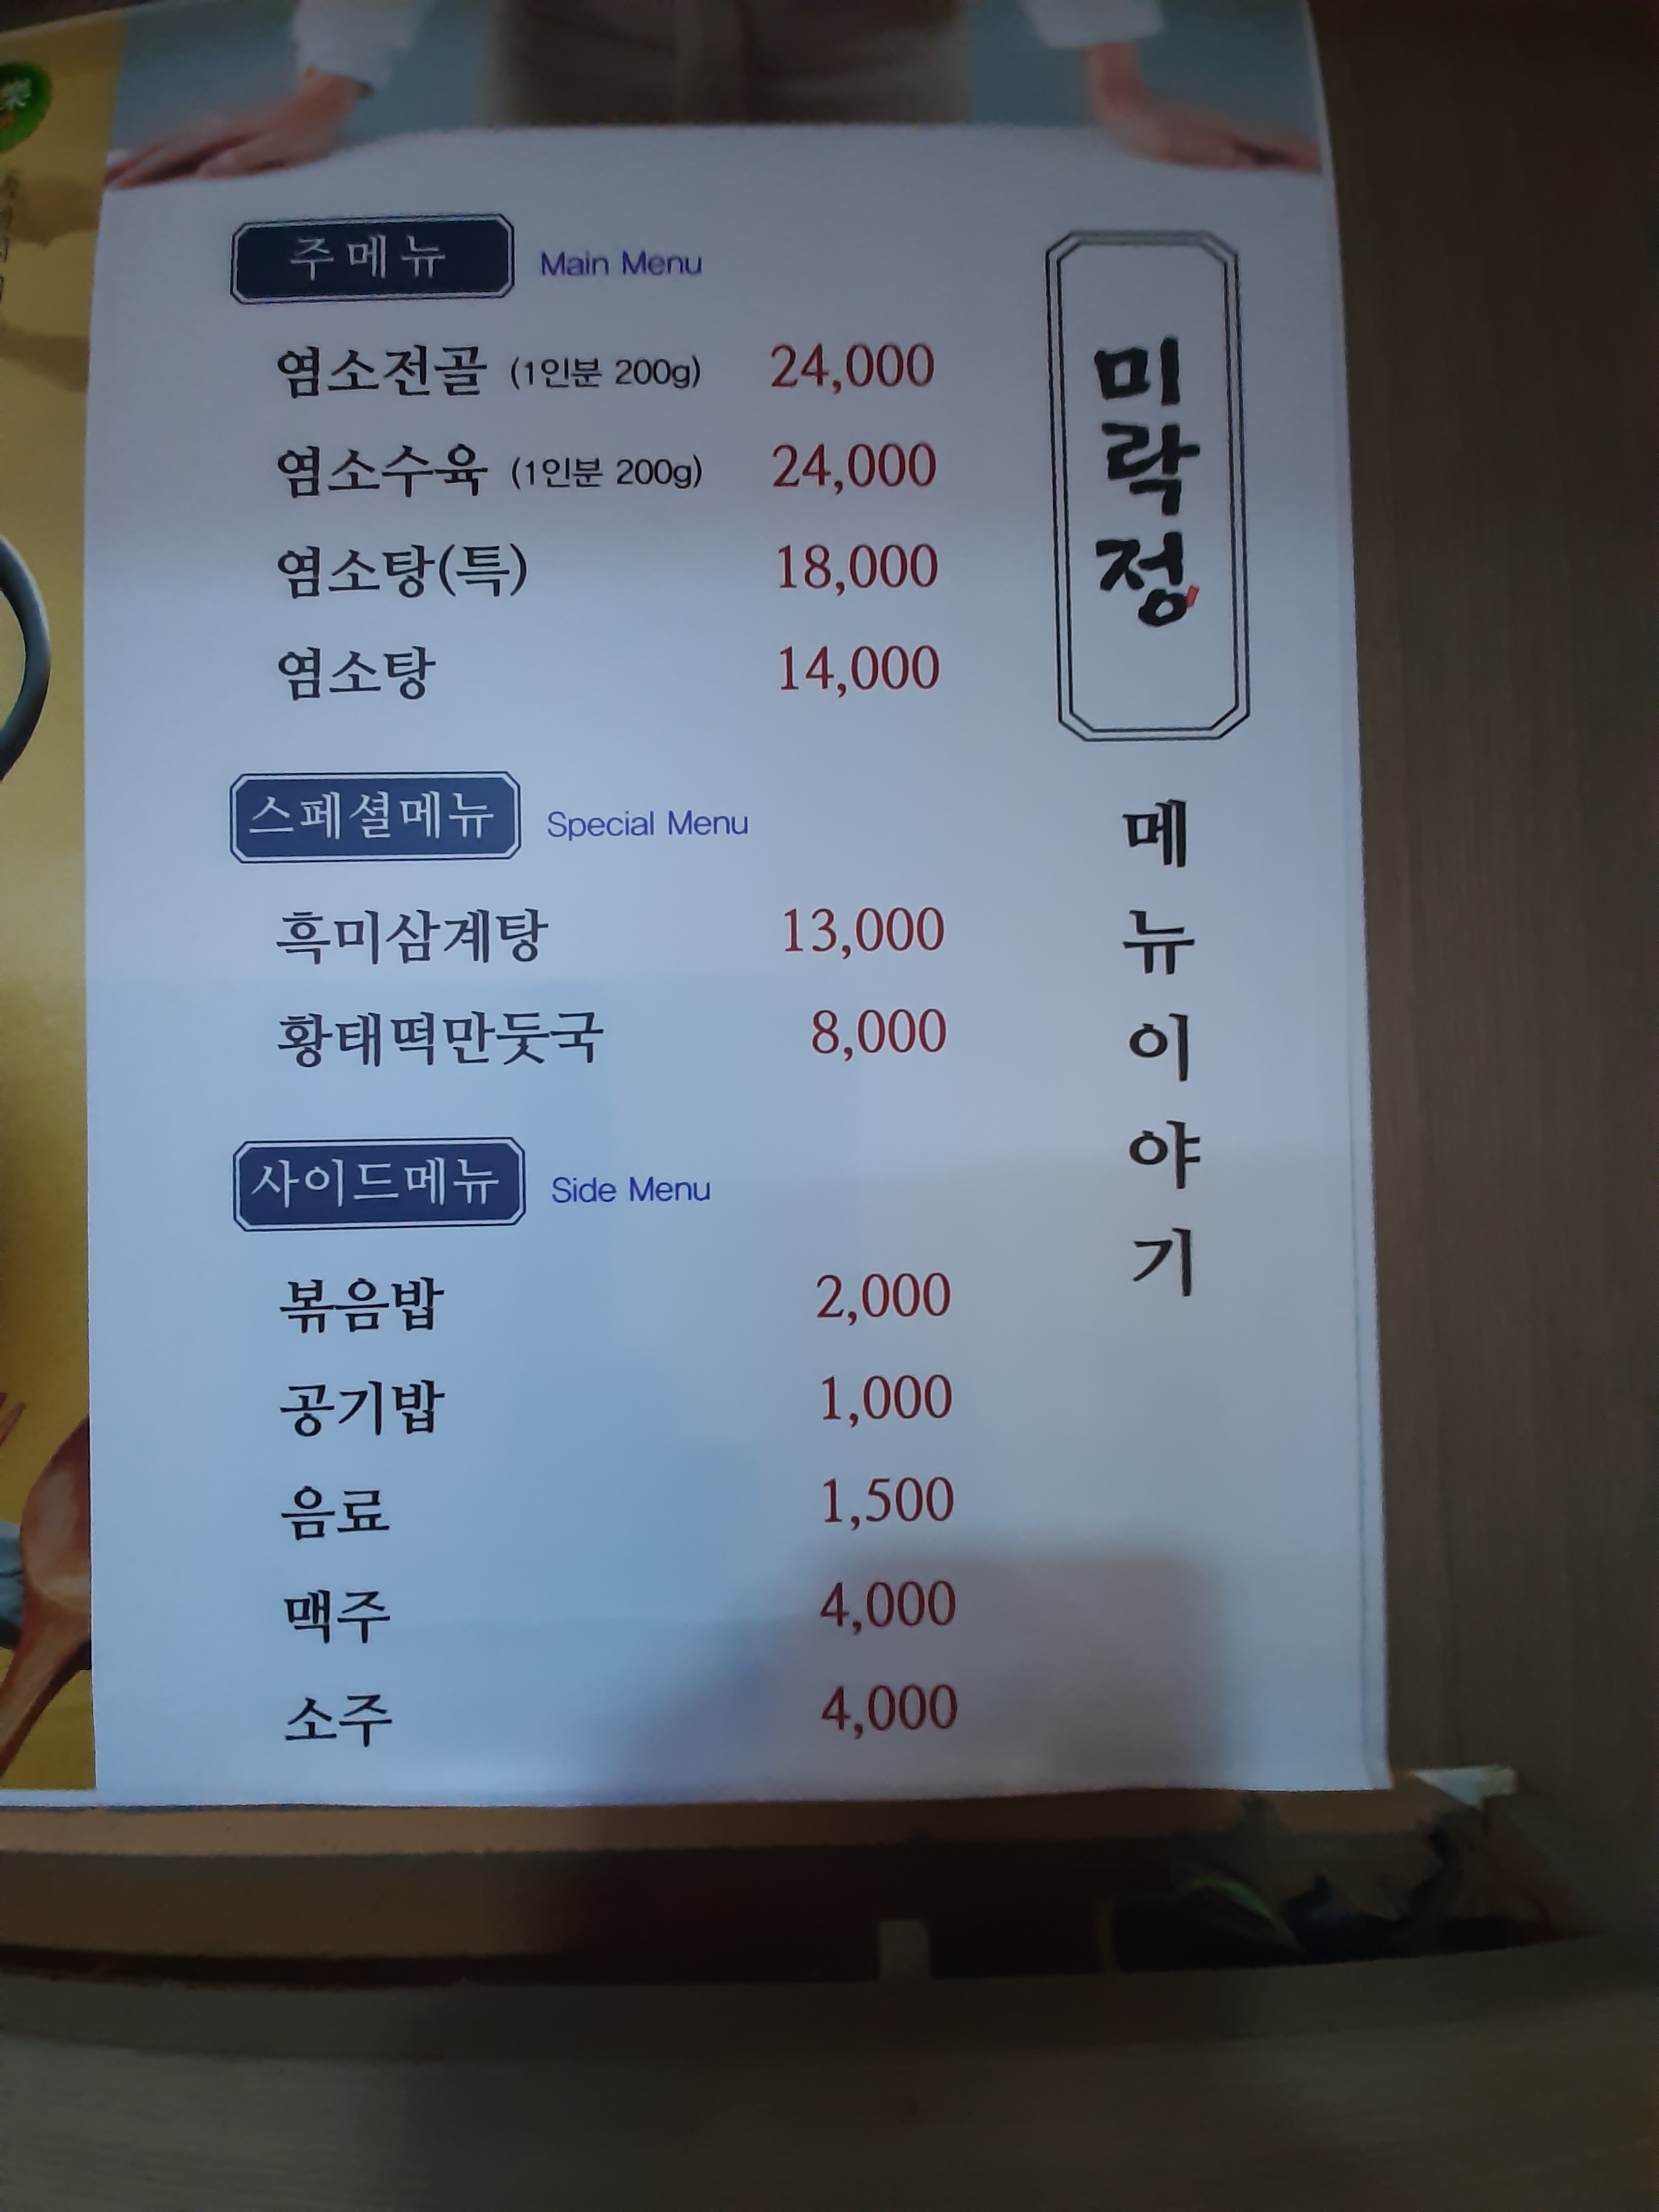 주메뉴 Main Menu
염소전골 (1인분 200g) 24,000
염소수육 (1인분 200g) 24,000
염소탕(특) 18,000
염소탕 14,000
스페셜메뉴 Special Menu
흑미삼계탕 13,000
황태떡만둣국 8,000
사이드메뉴 Side Menu
볶음밥 2,000
공기밥 1,000
음료 1,500
맥주 4,000
소주 4,000
미락정
메뉴이야기